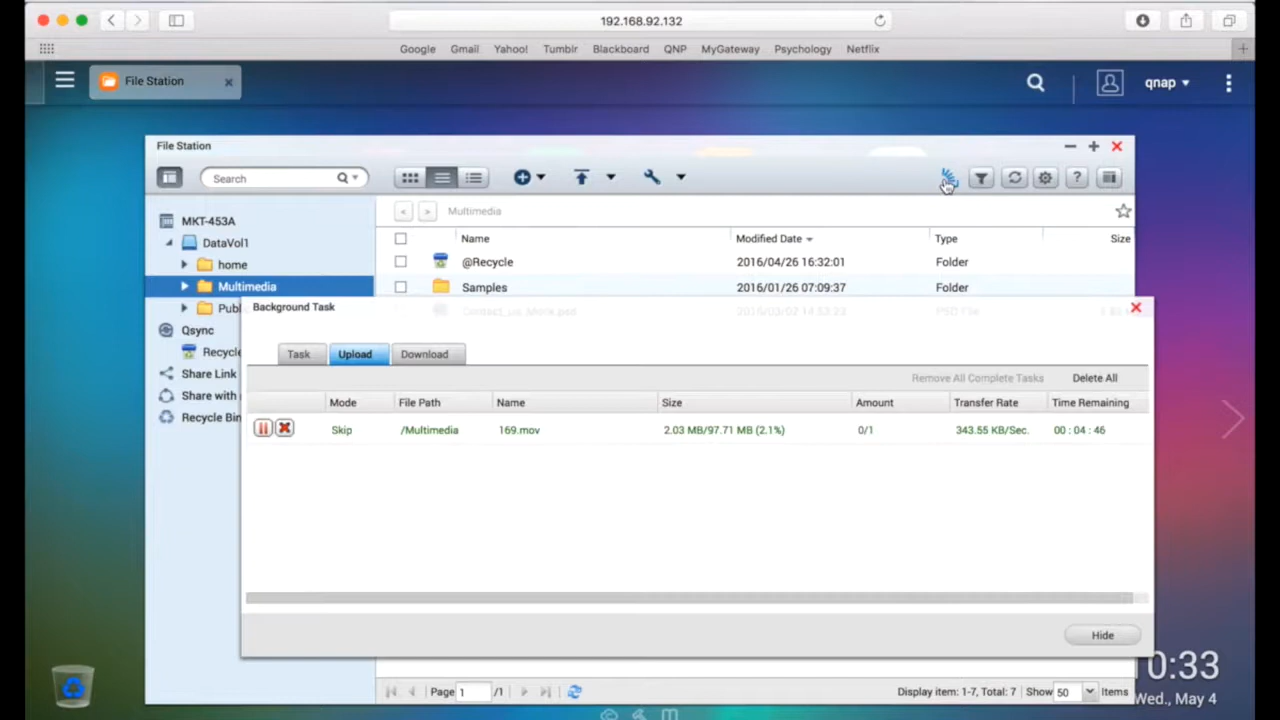 192.168.92.132
Google Gmail Yahoo! Tumblr Blackboard QNP MyGateway Psychology Netflix
File Station
qnap
File Station
Search
MKT-453A
DataVol1
home
Multimedia
Publ
Qsync
Recycle
Share Link
Share with
Recycle Bin
Multimedia
Name Modified Date Type Size
@Recycle 2016/04/26 16:32:01 Folder
Samples 2016/01/26 07:09:37 Folder
Background Task
Task Upload Download
Remove All Complete Tasks Delete All
Mode File Path Name Size Amount Transfer Rate Time Remaining
Skip /Multimedia 169.mov 2.03 MB/97.71 MB (2.1%) 0/1 343.55 KB/Sec. 00 : 04 : 46
Hide
Page 1 /1
Display item: 1-7, Total: 7 Show 50 Items
0:33
Wed., May 4